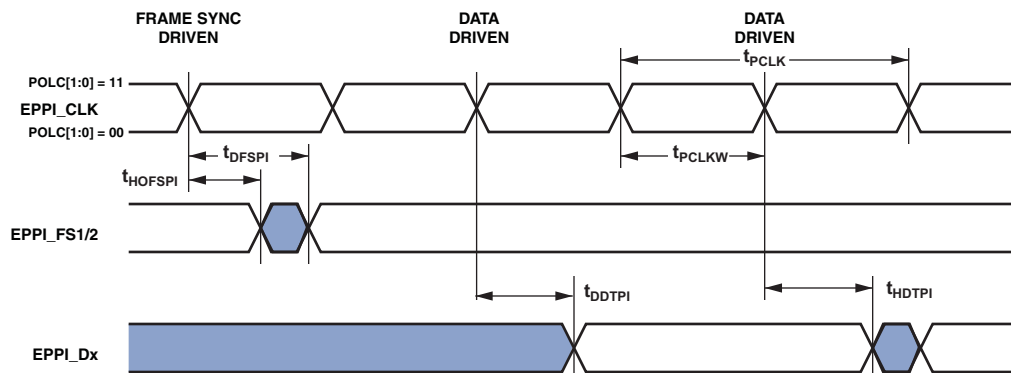 FRAME SYNC
DRIVEN
DATA
DRIVEN
DATA
DRIVEN
tPCLK
POLC[1:0] = 11
EPPI_CLK
POLC[1:0] = 00
tDFSPI
tPCLKW
tHOFSPI
EPPI_FS1/2
tDDTPI
tHDTPI
EPPI_Dx